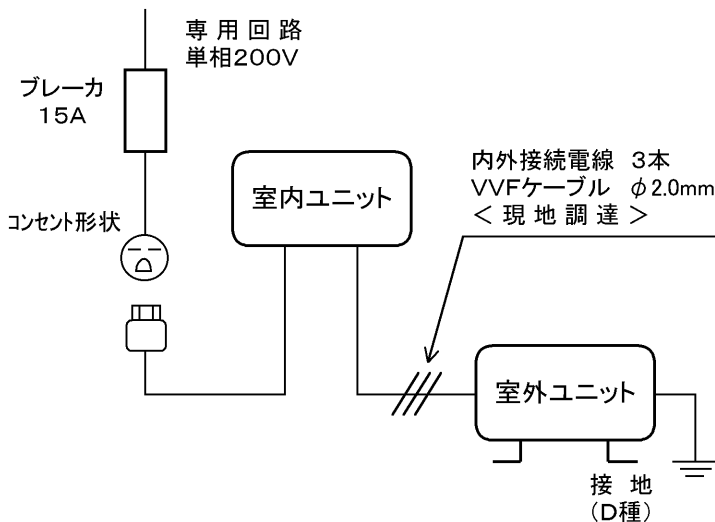 専用回路
単相200V
ブレーカ
15A
コンセント形状
室内ユニット
内外接続電線 3本
VVFケーブル φ2.0mm
＜現地調達＞
室外ユニット
接地
（D種）